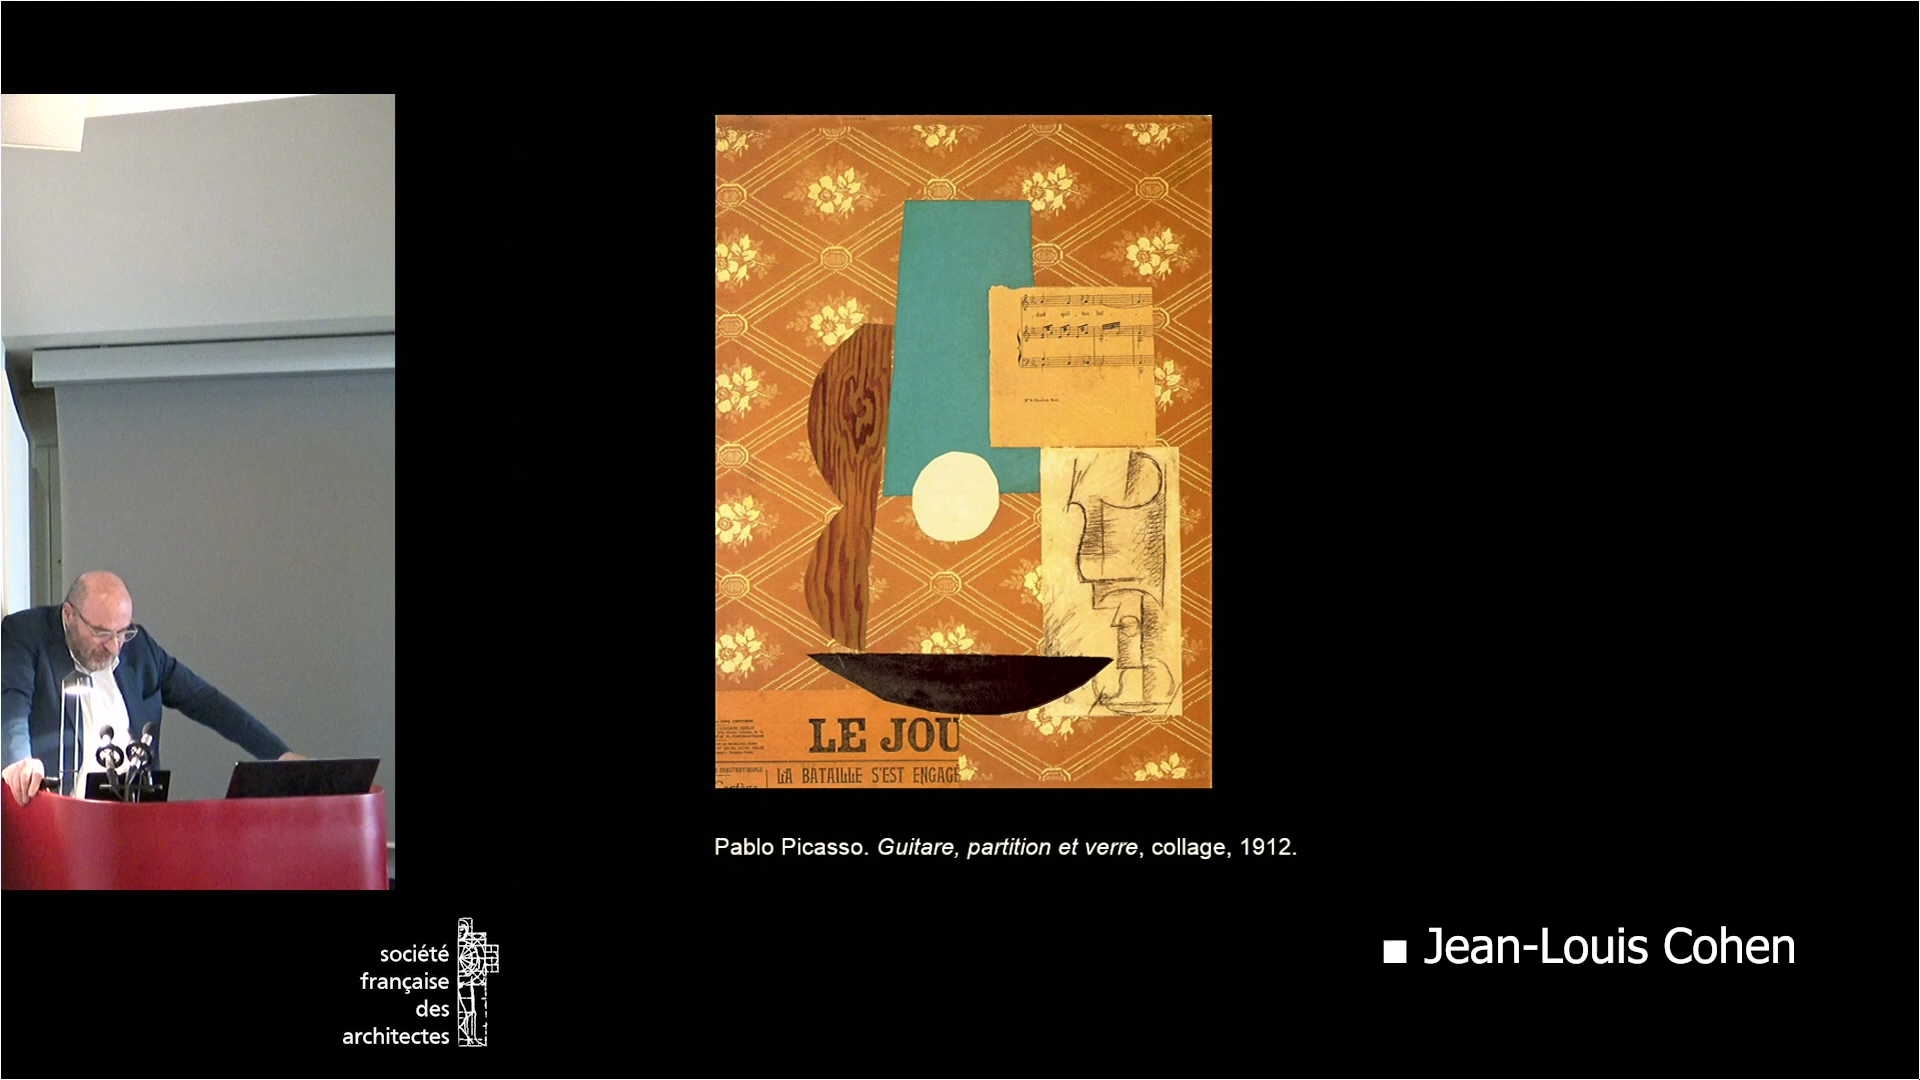 LE JOU
LA BATAILLE S'EST ENGAGÉ
Pablo Picasso. Guitare, partition et verre, collage, 1912.
société
française
des
architectes
■ Jean-Louis Cohen